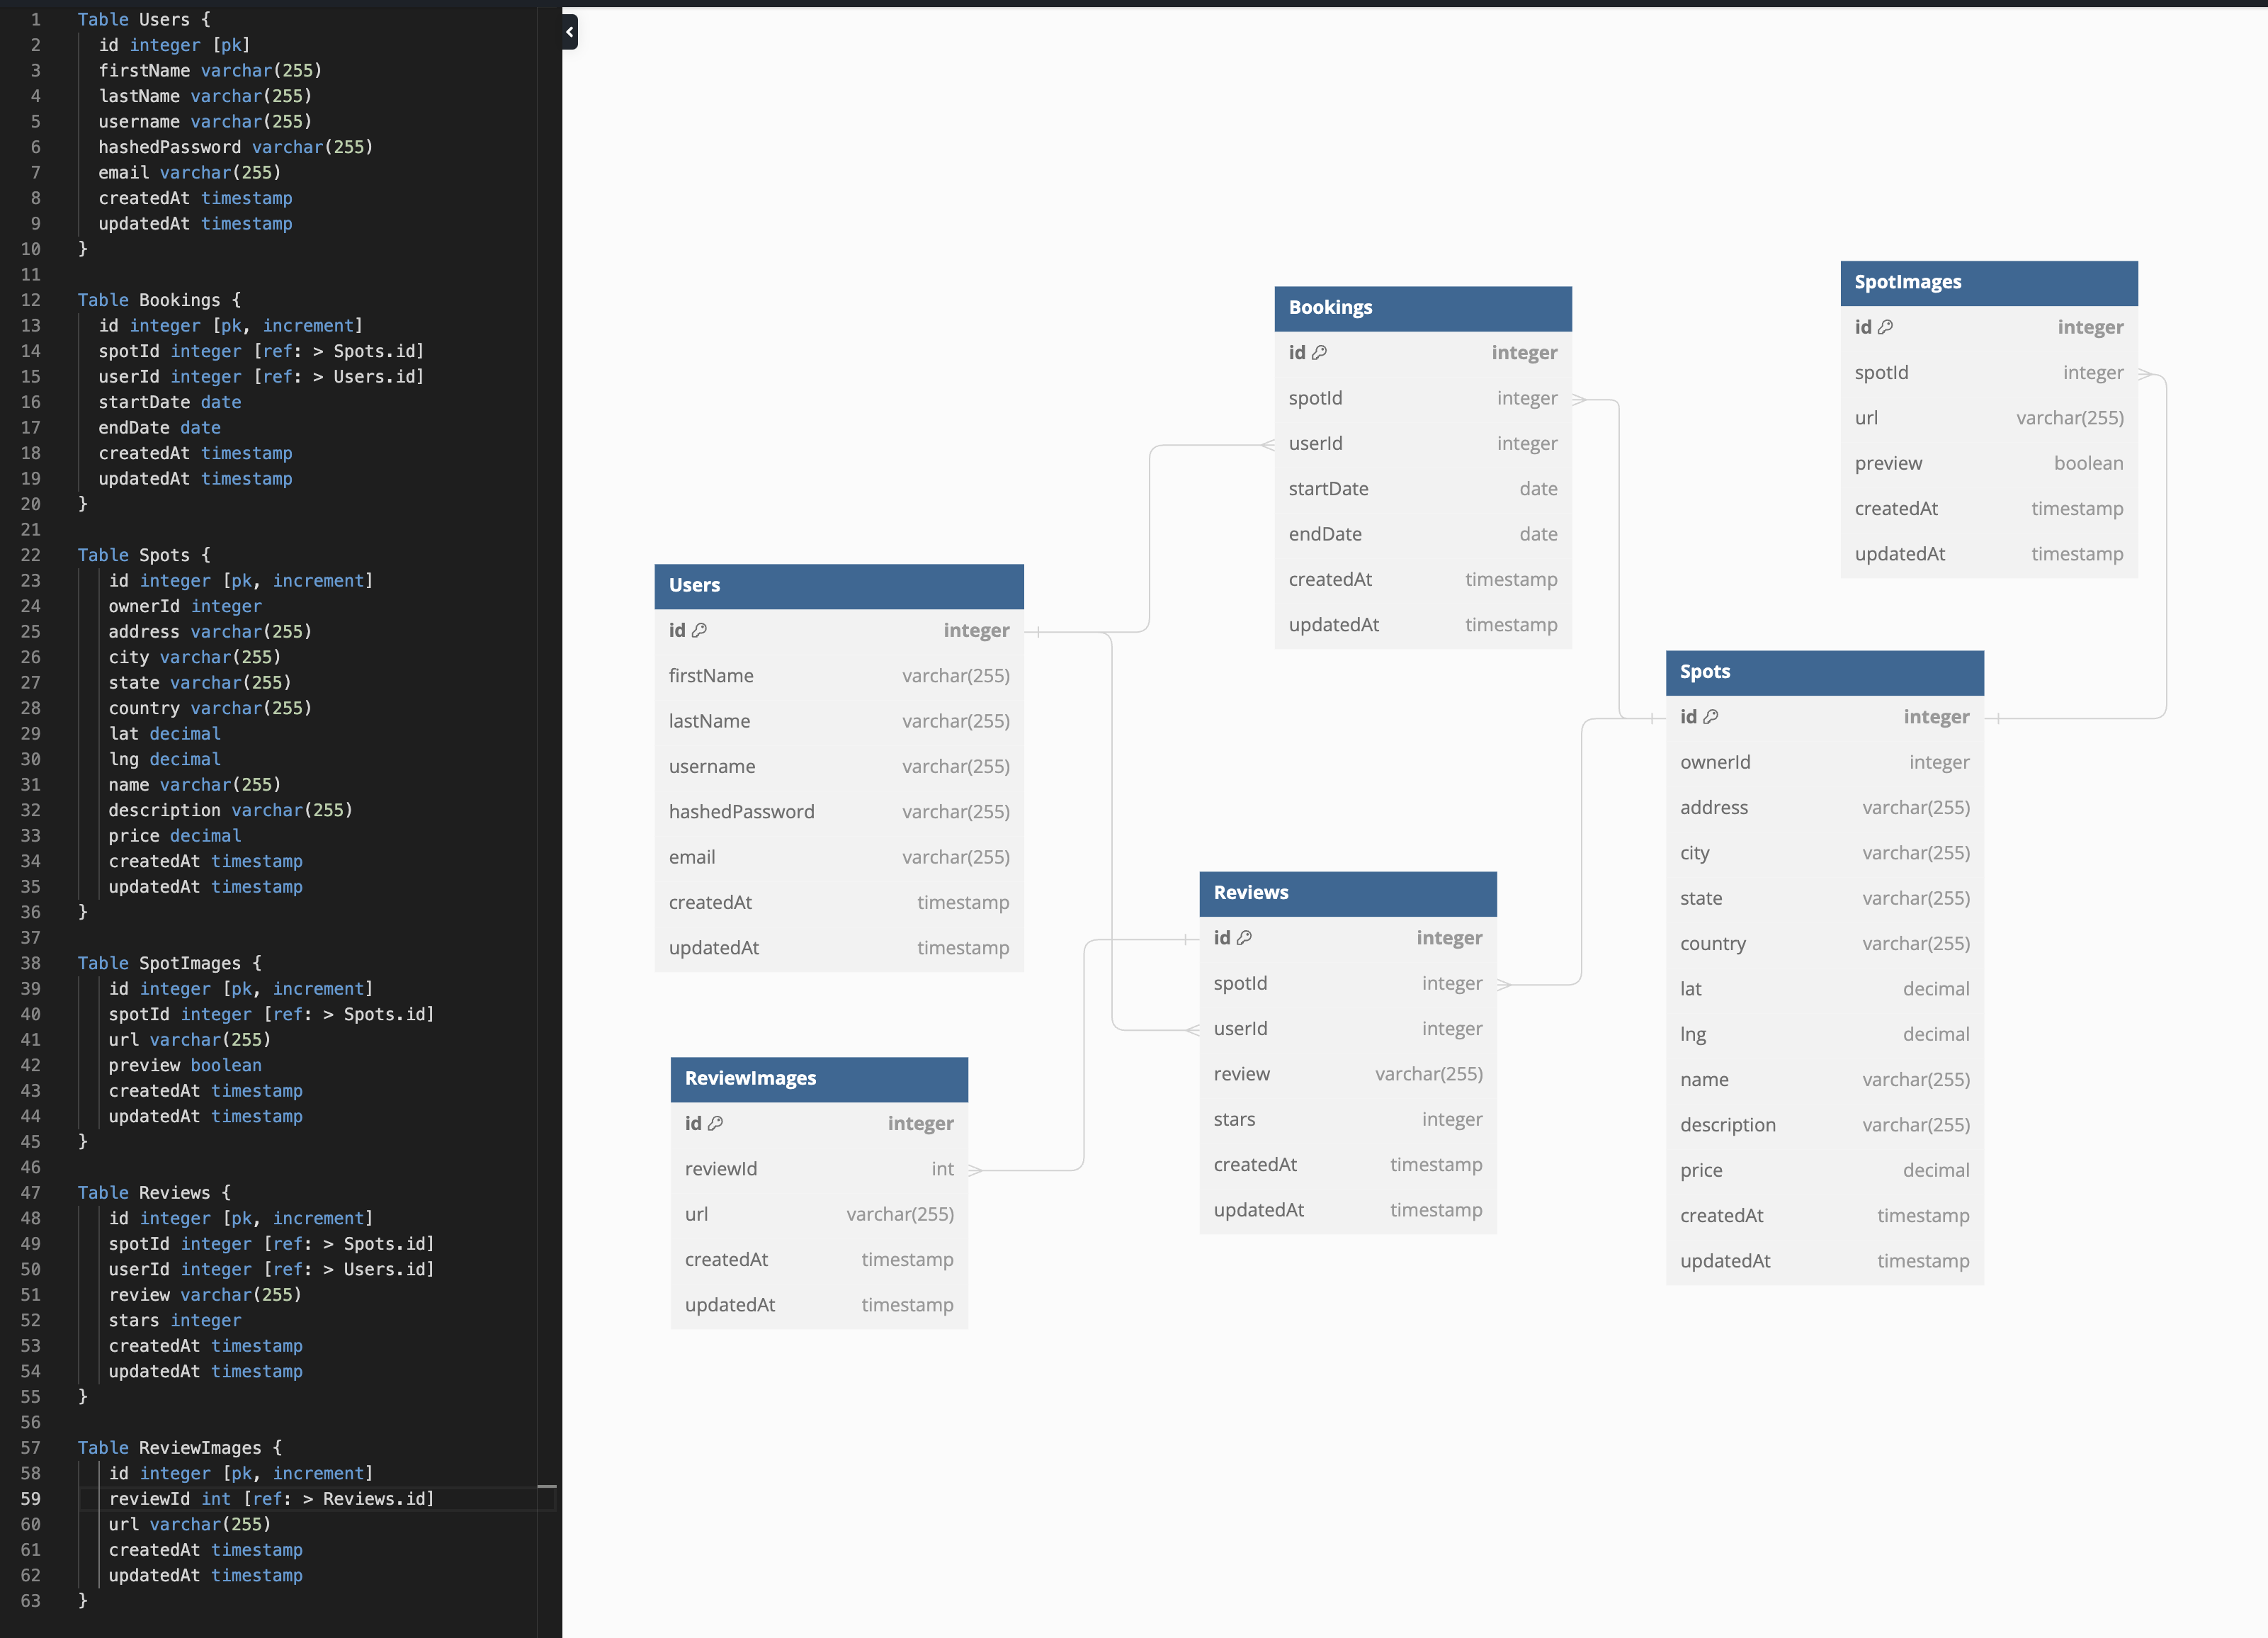 1 Table Users {
2 id integer [pk]
3 firstName varchar(255)
4 lastName varchar(255)
5 username varchar(255)
6 hashedPassword varchar(255)
7 email varchar(255)
8 createdAt timestamp
9 updatedAt timestamp
10 }
11
12 Table Bookings {
13 id integer [pk, increment]
14 spotId integer [ref: > Spots.id]
15 userId integer [ref: > Users.id]
16 startDate date
17 endDate date
18 createdAt timestamp
19 updatedAt timestamp
20 }
21
22 Table Spots {
23 id integer [pk, increment]
24 ownerId integer
25 address varchar(255)
26 city varchar(255)
27 state varchar(255)
28 country varchar(255)
29 lat decimal
30 lng decimal
31 name varchar(255)
32 description varchar(255)
33 price decimal
34 createdAt timestamp
35 updatedAt timestamp
36 }
37
38 Table SpotImages {
39 id integer [pk, increment]
40 spotId integer [ref: > Spots.id]
41 url varchar(255)
42 preview boolean
43 createdAt timestamp
44 updatedAt timestamp
45 }
46
47 Table Reviews {
48 id integer [pk, increment]
49 spotId integer [ref: > Spots.id]
50 userId integer [ref: > Users.id]
51 review varchar(255)
52 stars integer
53 createdAt timestamp
54 updatedAt timestamp
55 }
56
57 Table ReviewImages {
58 id integer [pk, increment]
59 reviewId int [ref: > Reviews.id]
60 url varchar(255)
61 createdAt timestamp
62 updatedAt timestamp
63 }
Users
id integer
firstName varchar(255)
lastName varchar(255)
username varchar(255)
hashedPassword varchar(255)
email varchar(255)
createdAt timestamp
updatedAt timestamp
ReviewImages
id integer
reviewId int
url varchar(255)
createdAt timestamp
updatedAt timestamp
Bookings
id integer
spotId integer
userId integer
startDate date
endDate date
createdAt timestamp
updatedAt timestamp
Reviews
id integer
spotId integer
userId integer
review varchar(255)
stars integer
createdAt timestamp
updatedAt timestamp
SpotImages
id integer
spotId integer
url varchar(255)
preview boolean
createdAt timestamp
updatedAt timestamp
Spots
id integer
ownerId integer
address varchar(255)
city varchar(255)
state varchar(255)
country varchar(255)
lat decimal
lng decimal
name varchar(255)
description varchar(255)
price decimal
createdAt timestamp
updatedAt timestamp